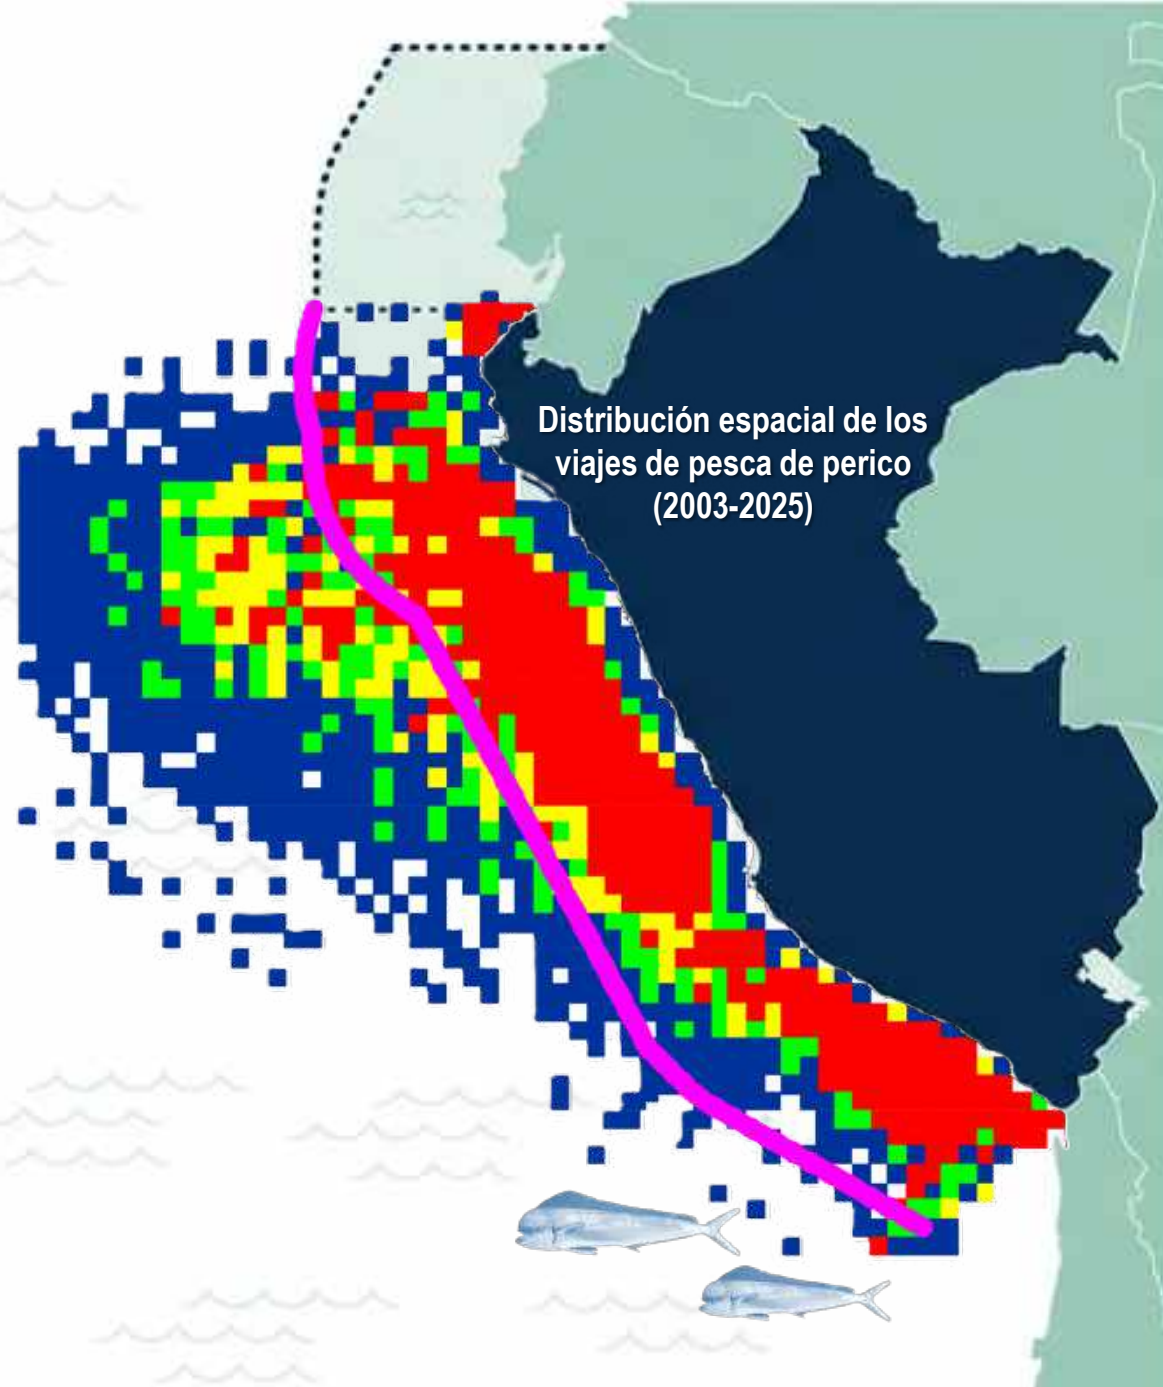 Distribución espacial de los
viajes de pesca de perico
(2003-2025)